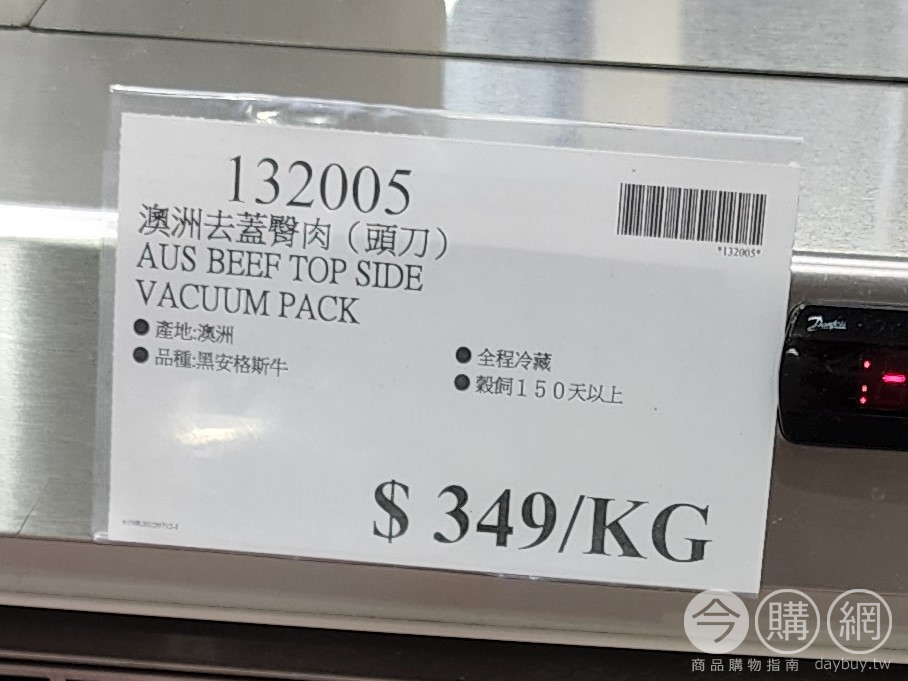 132005
澳洲去蓋臀肉（頭刀）
AUS BEEF TOP SIDE
VACUUM PACK
*132005*
●產地:澳洲
●品種:黑安格斯牛
●全程冷藏
●穀飼１５０天以上
$ 349/KG
Danfoss
今購網
商品購物指南 daybuy.tw